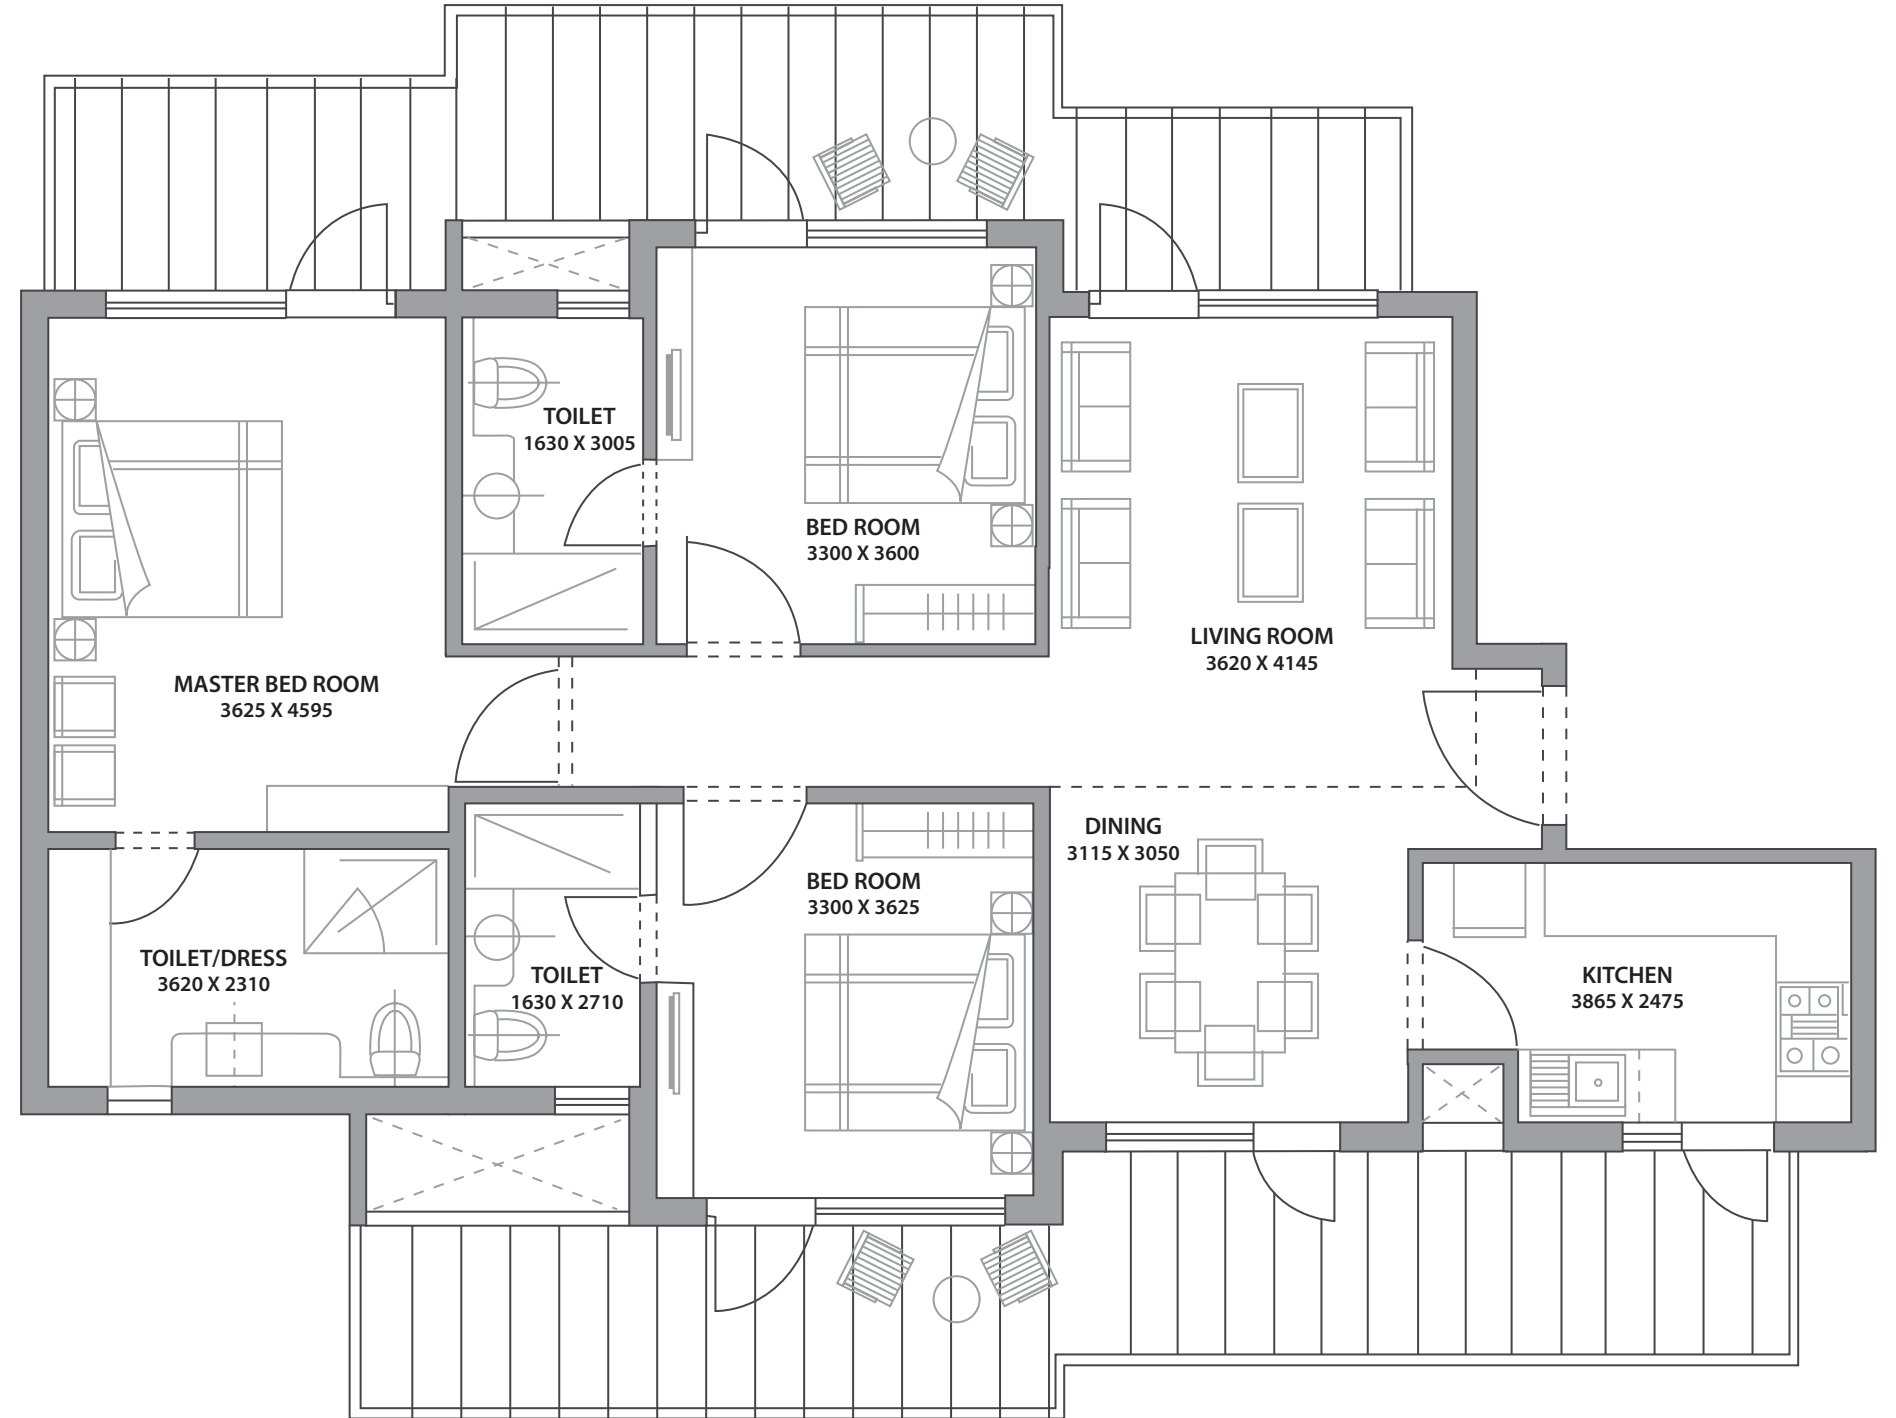 TOILET
1630 X 3005
BED ROOM
3300 X 3600
LIVING ROOM
3620 X 4145
MASTER BED ROOM
3625 X 4595
DINING
3115 X 3050
BED ROOM
3300 X 3625
TOILET/DRESS
3620 X 2310
TOILET
1630 X 2710
KITCHEN
3865 X 2475